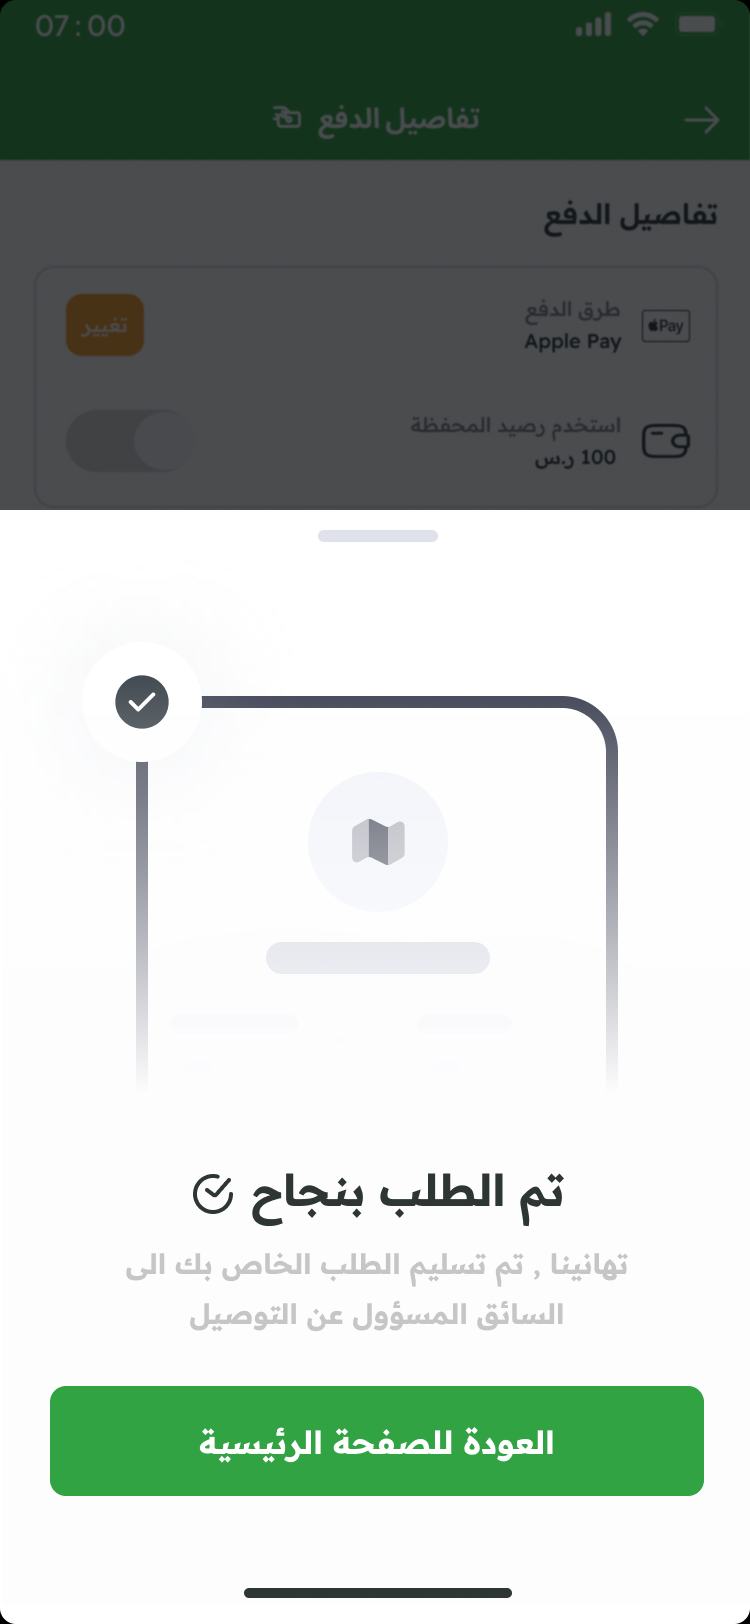 07:00
تفاصيل الدفع
تفاصيل الدفع
طرق الدفع
Pay
Apple Pay
تغيير
استخدم رصيد المحفظة
100 ر.س
تم الطلب بنجاح
تهانينا , تم تسليم الطلب الخاص بك الى
السائق المسؤول عن التوصيل
العودة للصفحة الرئيسية